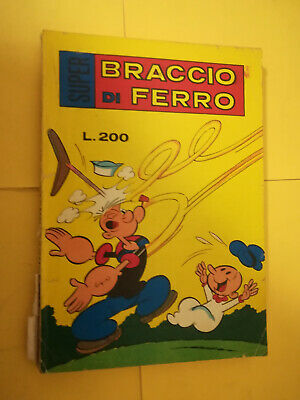 SUPER
BRACCIO
DI FERRO
L. 200